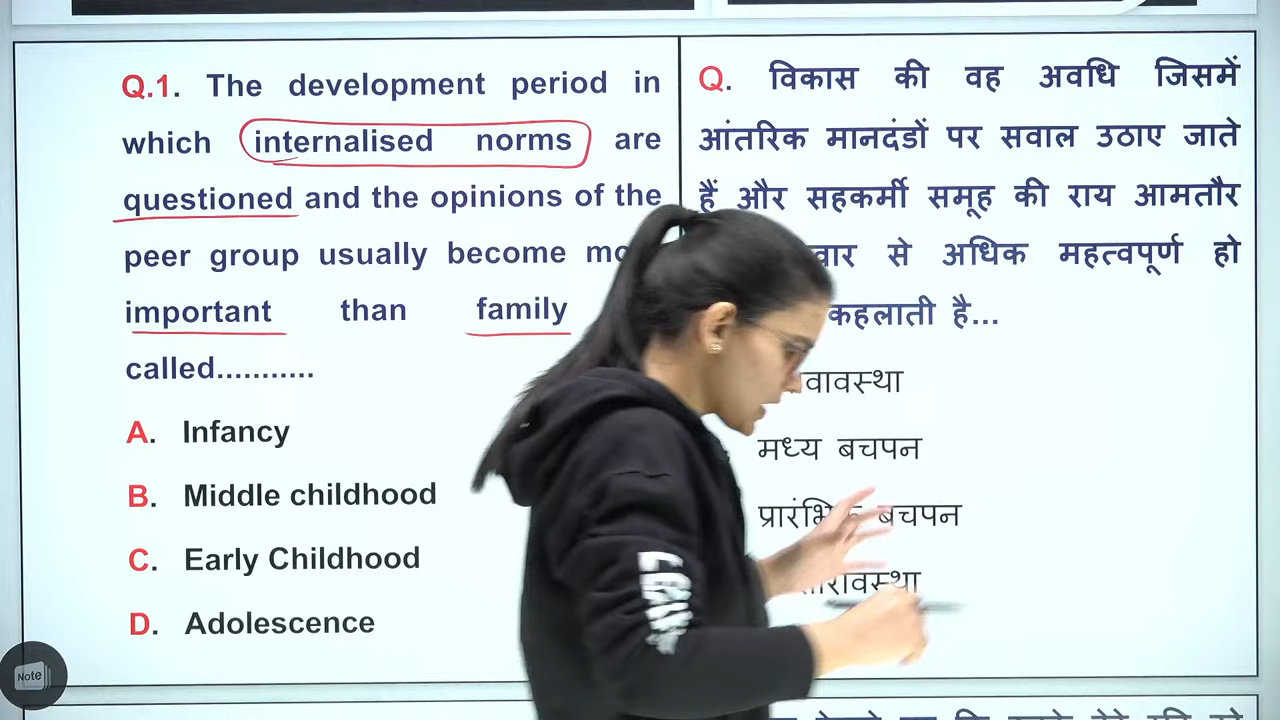 Q.1. The development period in
which internalised norms are
questioned and the opinions of the
peer group usually become
important than family
called...........
A. Infancy
B. Middle childhood
C. Early Childhood
D. Adolescence
Q. विकास की वह अवधि जिसमें
आंतरिक मानदंडों पर सवाल उठाए जाते
हैं और सहकर्मी समूह की राय आमतौर
से अधिक महत्वपूर्ण हो
कहलाती है...
मध्य बचपन
बचपन
Note